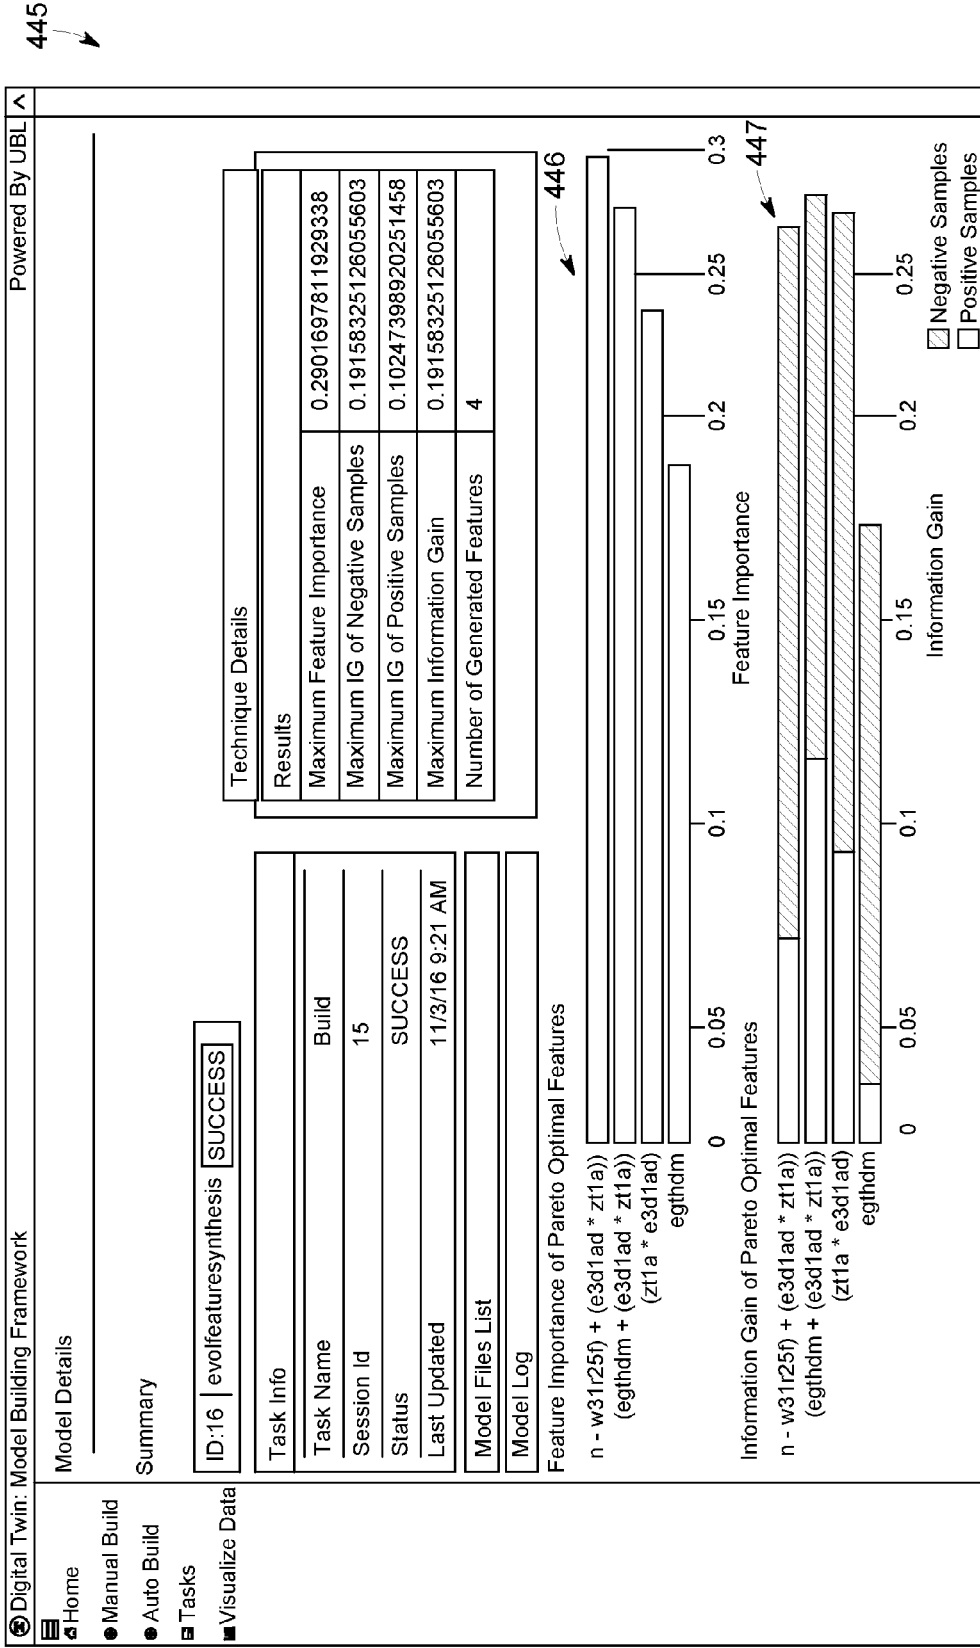 445
Digital Twin: Model Building Framework
Powered By UBL
Home
Manual Build
Auto Build
Tasks
Visualize Data
Model Details
Summary
ID:16 | evolfeaturesynthesis SUCCESS
Task Info
Task Name Build
Session Id 15
Status SUCCESS
Last Updated 11/3/16 9:21 AM
Model Files List
Model Log
Technique Details
Results
Maximum Feature Importance 0.2901697811929338
Maximum IG of Negative Samples 0.19158325126055603
Maximum IG of Positive Samples 0.10247398920251458
Maximum Information Gain 0.19158325126055603
Number of Generated Features 4
Feature Importance of Pareto Optimal Features
446
n - w31r25f) + (e3d1ad * zt1a))
(egthdm + (e3d1ad * zt1a))
(zt1a * e3d1ad)
egthdm
0 0.05 0.1 0.15 0.2 0.25 0.3
Feature Importance
Information Gain of Pareto Optimal Features
447
n - w31r25f) + (e3d1ad * zt1a))
(egthdm + (e3d1ad * zt1a))
(zt1a * e3d1ad)
egthdm
0 0.05 0.1 0.15 0.2 0.25
Information Gain
Negative Samples
Positive Samples